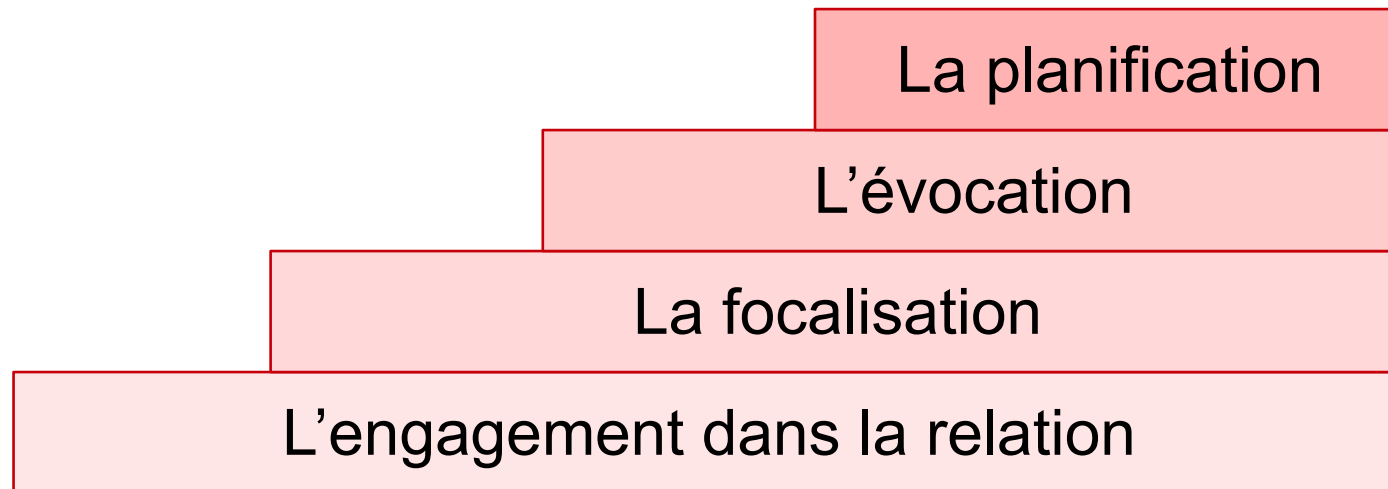 La planification
L’évocation
La focalisation
L’engagement dans la relation